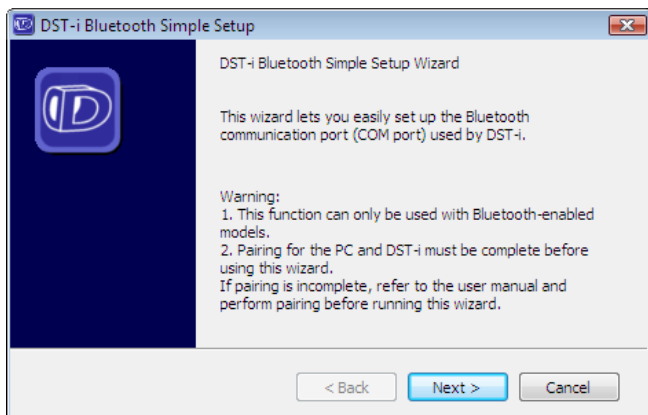 DST-i Bluetooth Simple Setup
DST-i Bluetooth Simple Setup Wizard
This wizard lets you easily set up the Bluetooth
communication port (COM port) used by DST-i.
Warning:
1. This function can only be used with Bluetooth-enabled
models.
2. Pairing for the PC and DST-i must be complete before
using this wizard.
If pairing is incomplete, refer to the user manual and
perform pairing before running this wizard.
< Back Next > Cancel